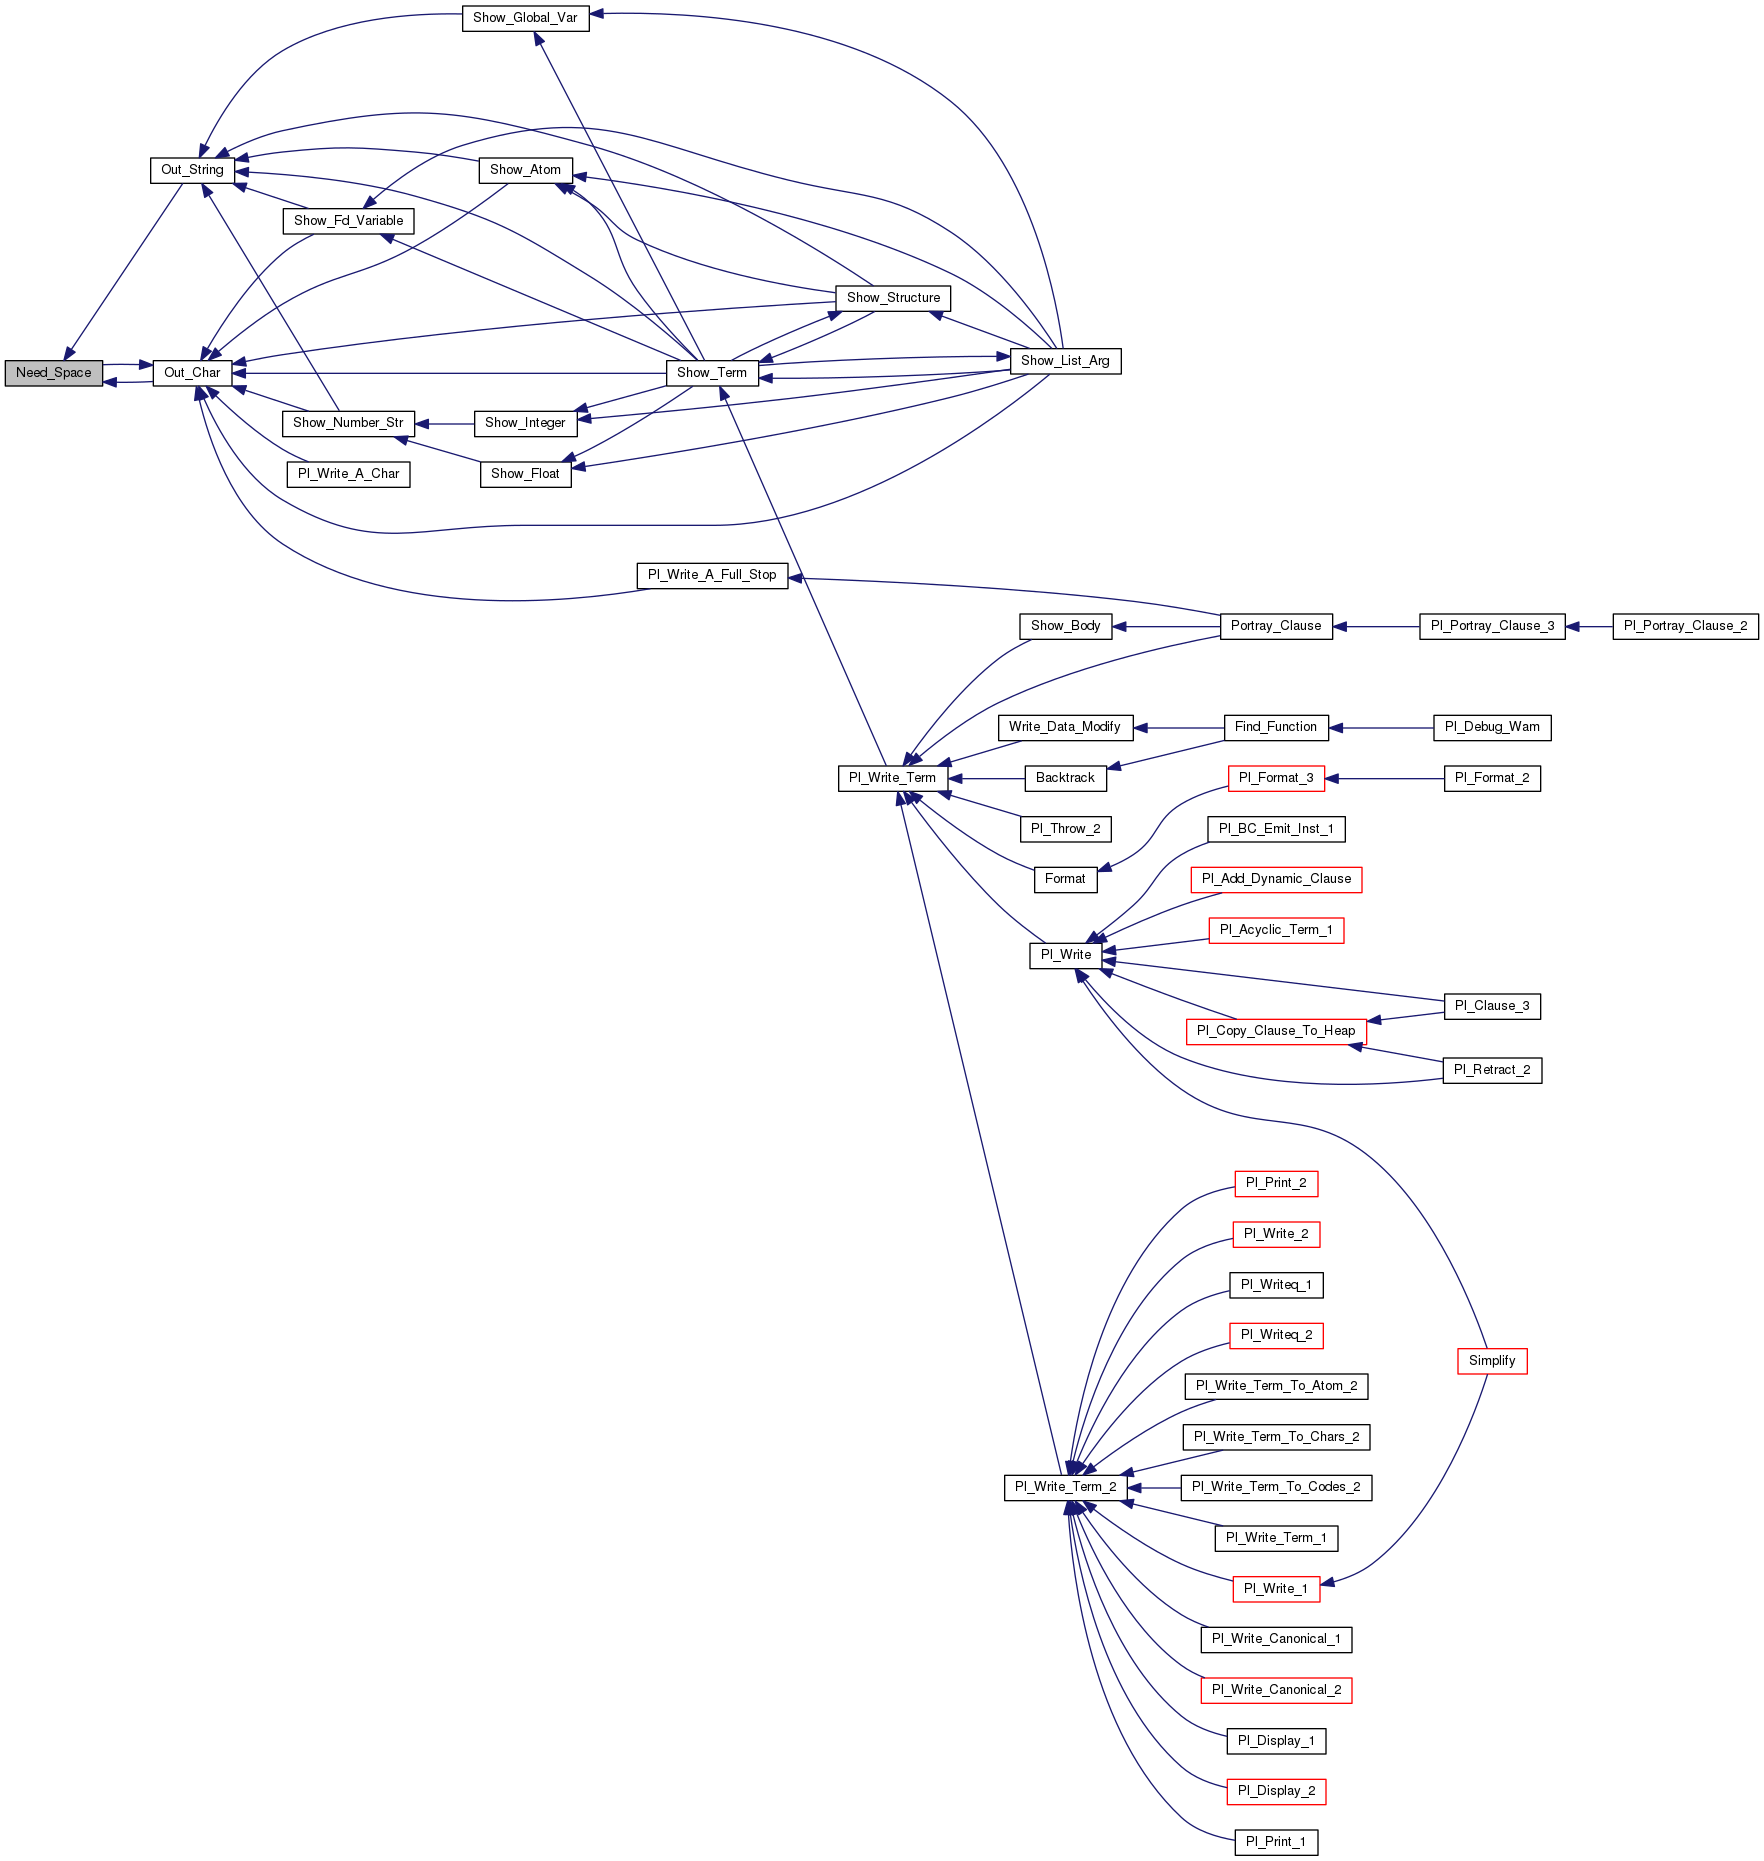 Show_Global_Var
Out_String
Show_Atom
Show_Fd_Variable
Show_Structure
Need_Space
Out_Char
Show_Term
Show_List_Arg
Show_Number_Str
Show_Integer
Pl_Write_A_Char
Show_Float
Pl_Write_A_Full_Stop
Show_Body
Portray_Clause
Pl_Portray_Clause_3
Pl_Portray_Clause_2
Write_Data_Modify
Find_Function
Pl_Debug_Wam
Pl_Write_Term
Backtrack
Pl_Format_3
Pl_Format_2
Pl_Throw_2
Pl_BC_Emit_Inst_1
Format
Pl_Add_Dynamic_Clause
Pl_Acyclic_Term_1
Pl_Write
Pl_Clause_3
Pl_Copy_Clause_To_Heap
Pl_Retract_2
Pl_Print_2
Pl_Write_2
Pl_Writeq_1
Pl_Writeq_2
Simplify
Pl_Write_Term_To_Atom_2
Pl_Write_Term_To_Chars_2
Pl_Write_Term_2
Pl_Write_Term_To_Codes_2
Pl_Write_Term_1
Pl_Write_1
Pl_Write_Canonical_1
Pl_Write_Canonical_2
Pl_Display_1
Pl_Display_2
Pl_Print_1